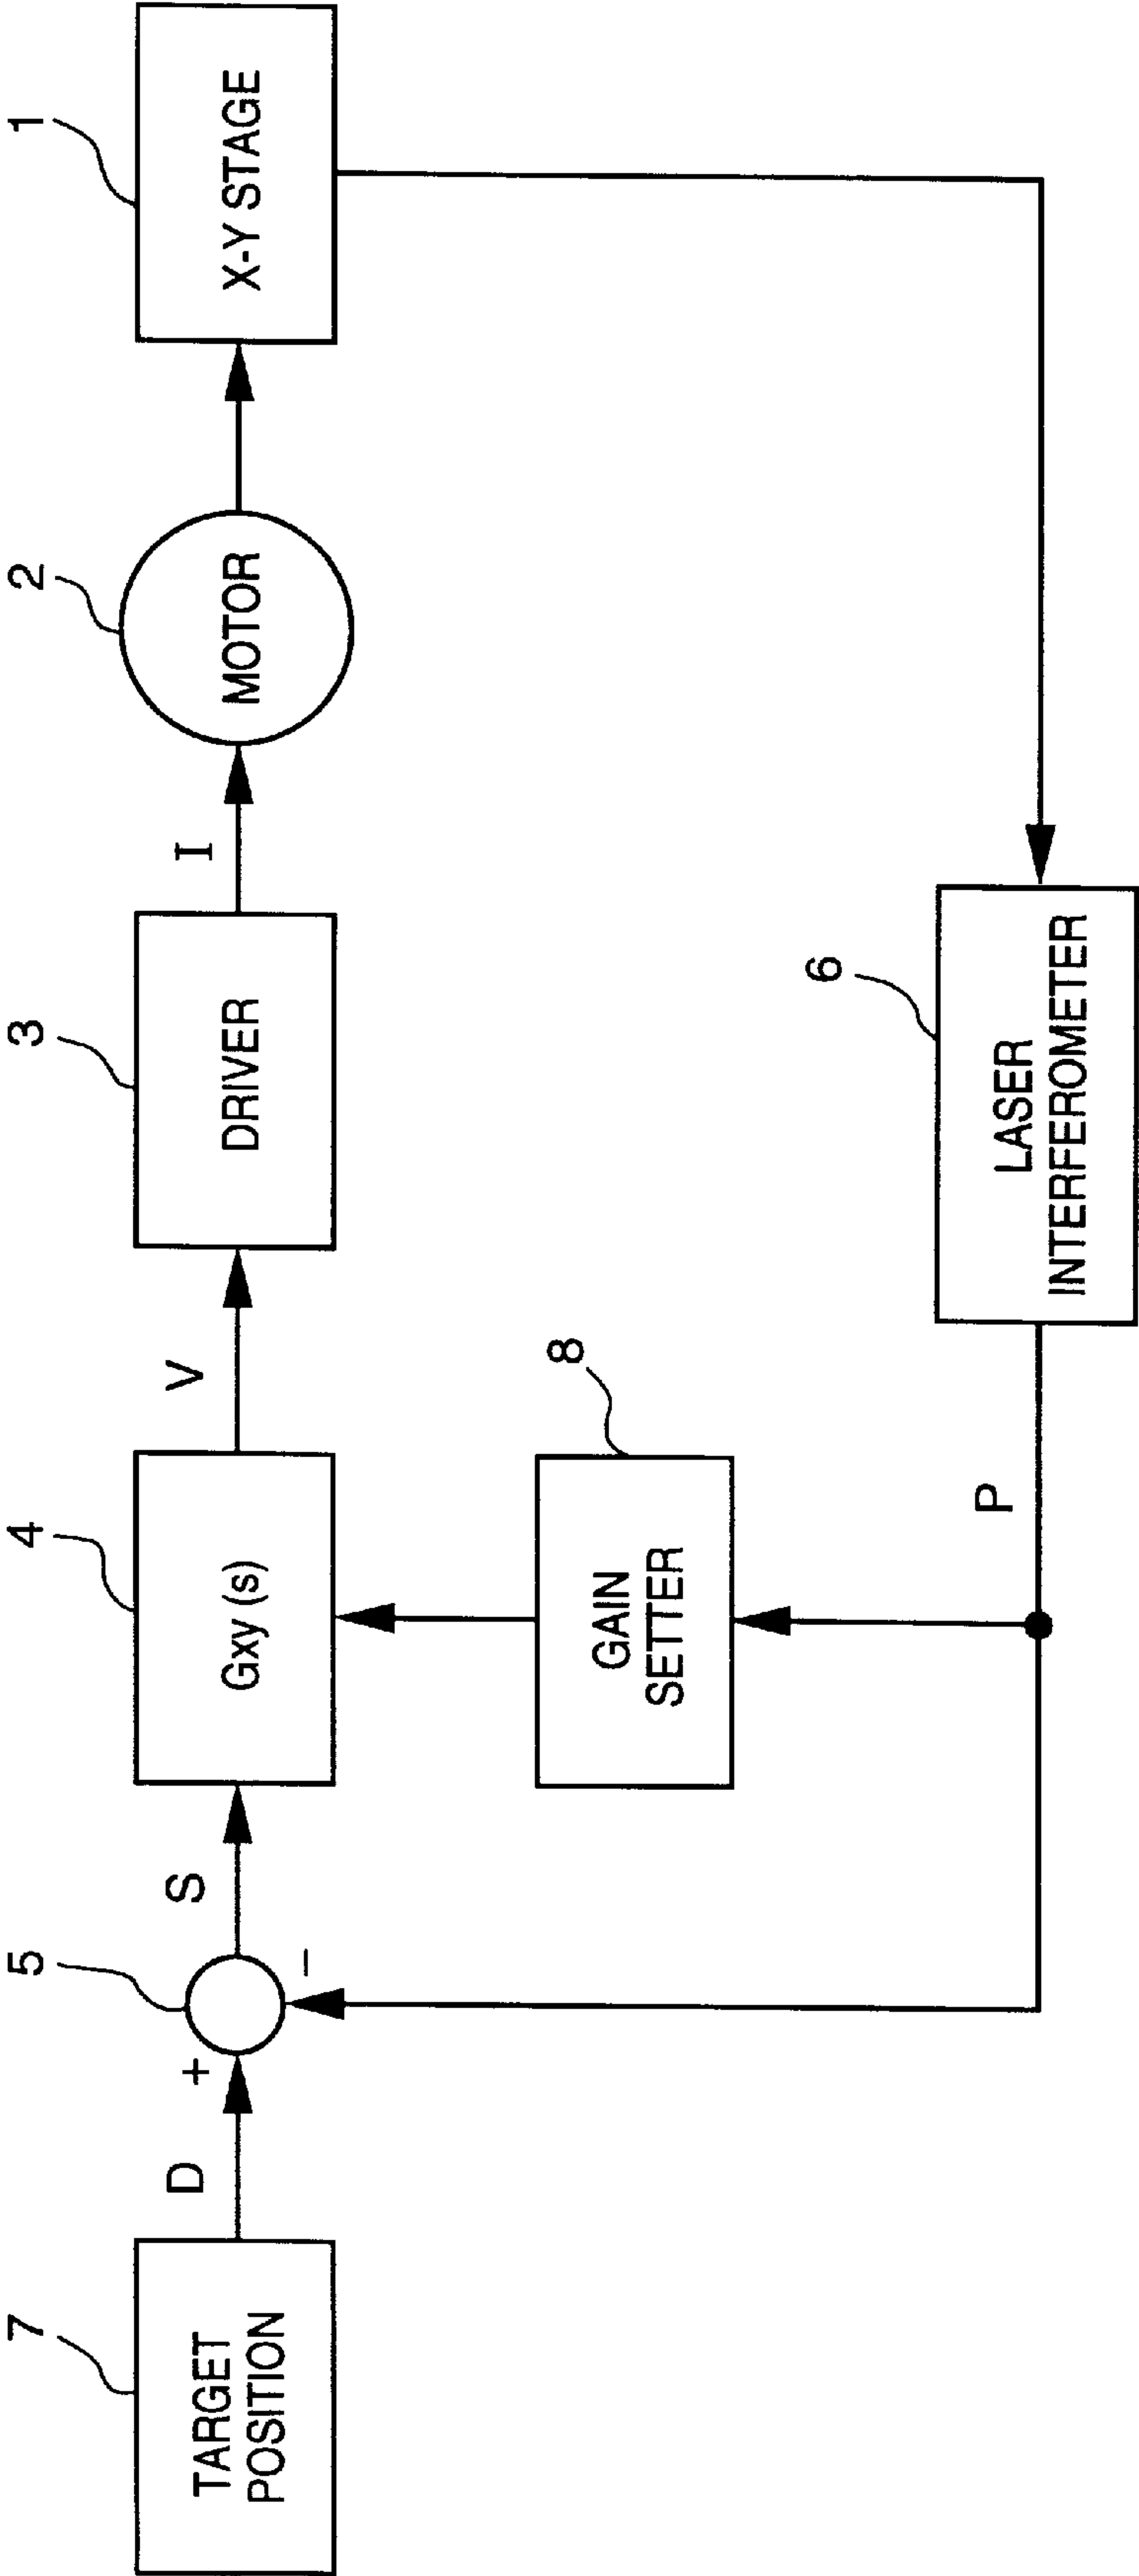 7
TARGET
POSITION
D
+
5
−
S
4
Gxy (s)
V
3
DRIVER
I
2
MOTOR
1
X-Y STAGE
8
GAIN
SETTER
P
6
LASER
INTERFEROMETER